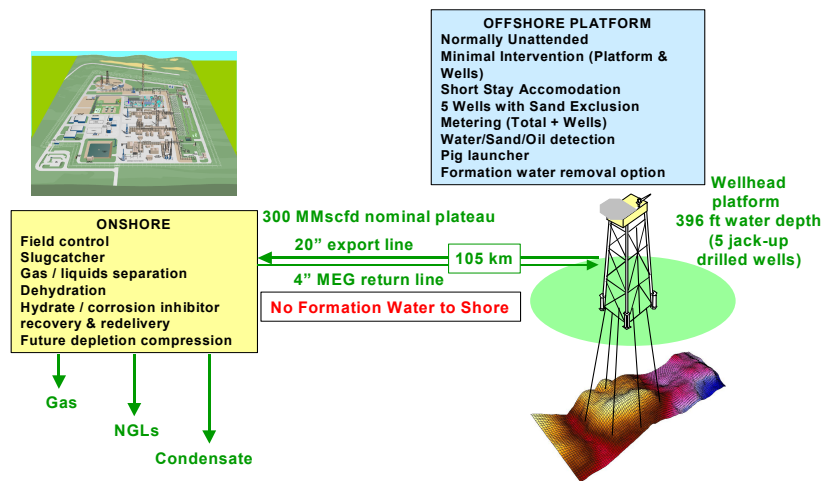 OFFSHORE PLATFORM
Normally Unattended
Minimal Intervention (Platform &
Wells)
Short Stay Accomodation
5 Wells with Sand Exclusion
Metering (Total + Wells)
Water/Sand/Oil detection
Pig launcher
Formation water removal option
Wellhead
platform
396 ft water depth
(5 jack-up
drilled wells)
ONSHORE
Field control
Slugcatcher
Gas / liquids separation
Dehydration
Hydrate / corrosion inhibitor
recovery & redelivery
Future depletion compression
300 MMscfd nominal plateau
20” export line
105 km
4” MEG return line
No Formation Water to Shore
Gas
NGLs
Condensate